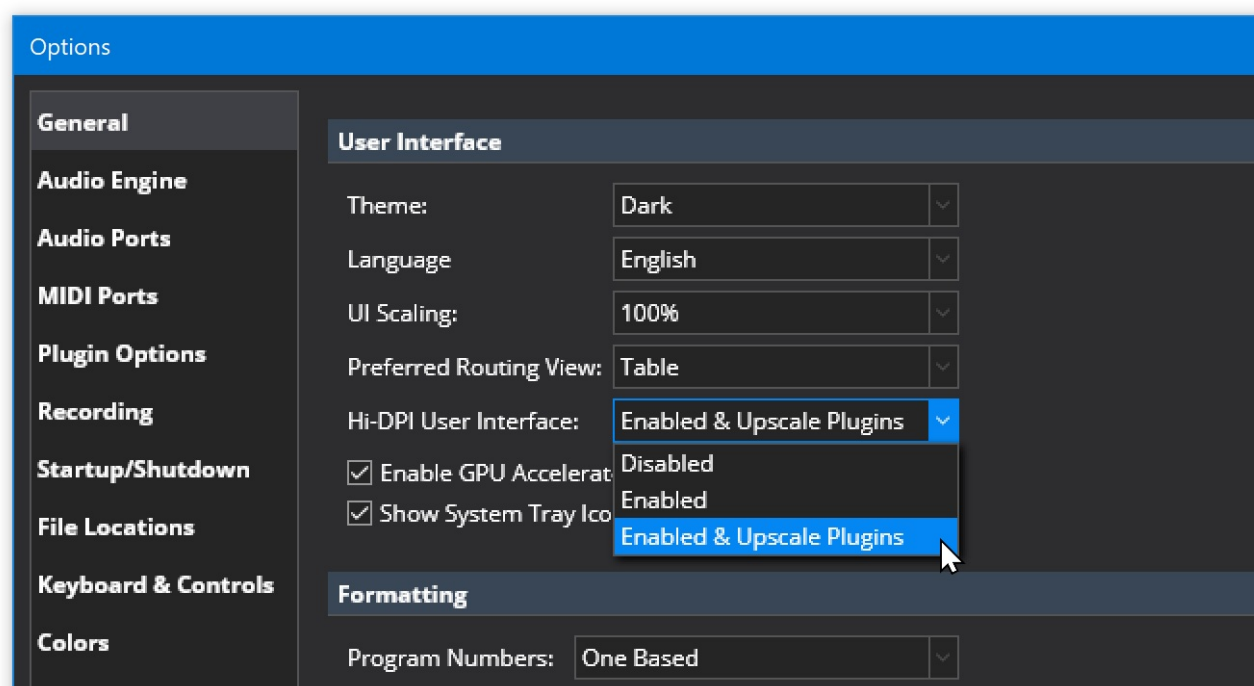 Options
General
Audio Engine
Audio Ports
MIDI Ports
Plugin Options
Recording
Startup/Shutdown
File Locations
Keyboard & Controls
Colors
User Interface
Theme: Dark
Language English
UI Scaling: 100%
Preferred Routing View: Table
Hi-DPI User Interface: Enabled & Upscale Plugins
Disabled
Enabled
Enabled & Upscale Plugins
Enable GPU
Show System Tray
Formatting
Program Numbers: One Based